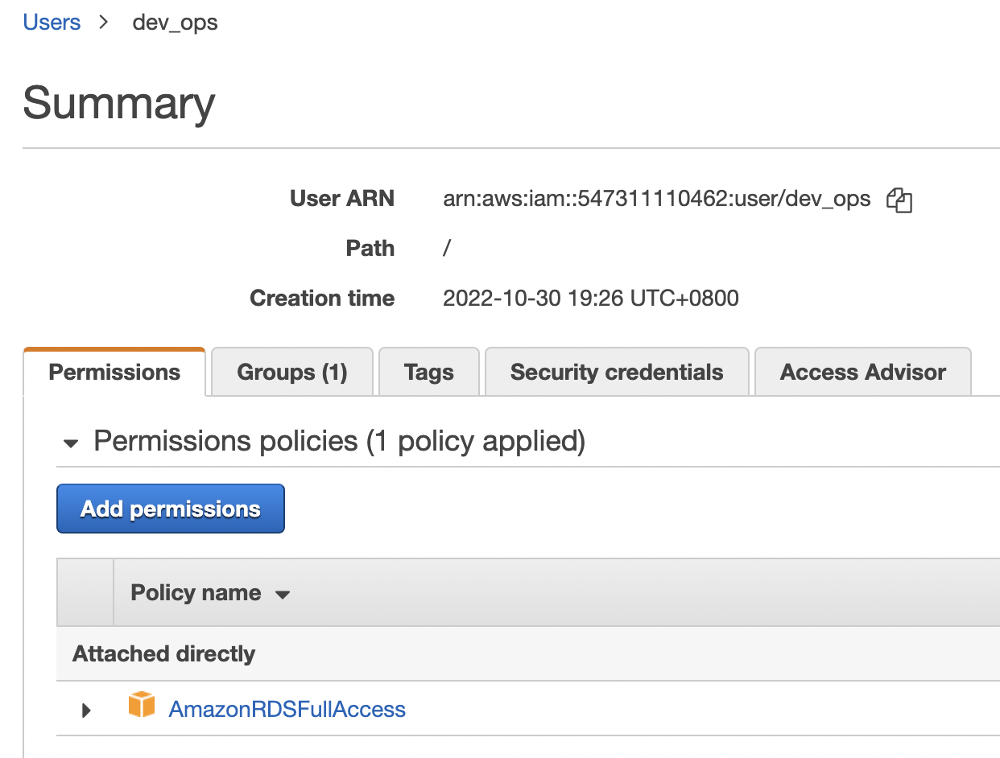 Users > dev_ops
Summary
User ARN arn:aws:iam::547311110462:user/dev_ops
Path /
Creation time 2022-10-30 19:26 UTC+0800
Permissions Groups (1) Tags Security credentials Access Advisor
Permissions policies (1 policy applied)
Add permissions
Policy name
Attached directly
AmazonRDSFullAccess